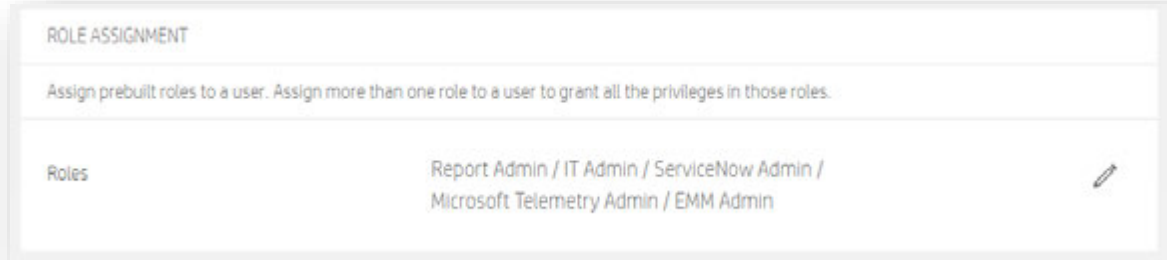 ROLE ASSIGNMENT
Assign prebuilt roles to a user. Assign more than one role to a user to grant all the privileges in those roles.
Roles
Report Admin / IT Admin / ServiceNow Admin /
Microsoft Telemetry Admin / EMM Admin